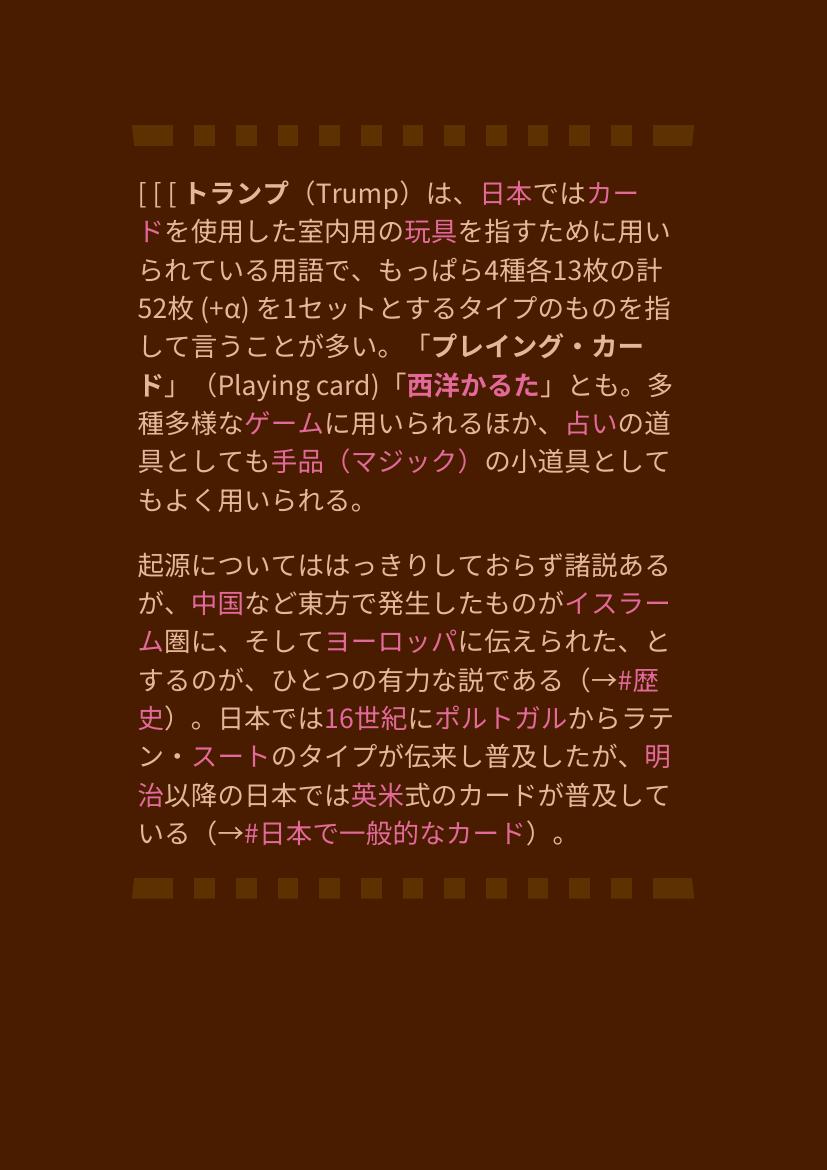 [ [ [ トランプ（Trump）は、日本ではカー
ドを使用した室内用の玩具を指すために用い
られている用語で、もっぱら4種各13枚の計
52枚 (+α) を1セットとするタイプのものを指
して言うことが多い。「プレイング・カー
ド」（Playing card)「西洋かるた」とも。多
種多様なゲームに用いられるほか、占いの道
具としても手品（マジック）の小道具として
もよく用いられる。
起源についてははっきりしておらず諸説ある
が、中国など東方で発生したものがイスラー
ム圏に、そしてヨーロッパに伝えられた、と
するのが、ひとつの有力な説である（→#歴
史）。日本では16世紀にポルトガルからラテ
ン・スートのタイプが伝来し普及したが、明
治以降の日本では英米式のカードが普及して
いる（→#日本で一般的なカード）。